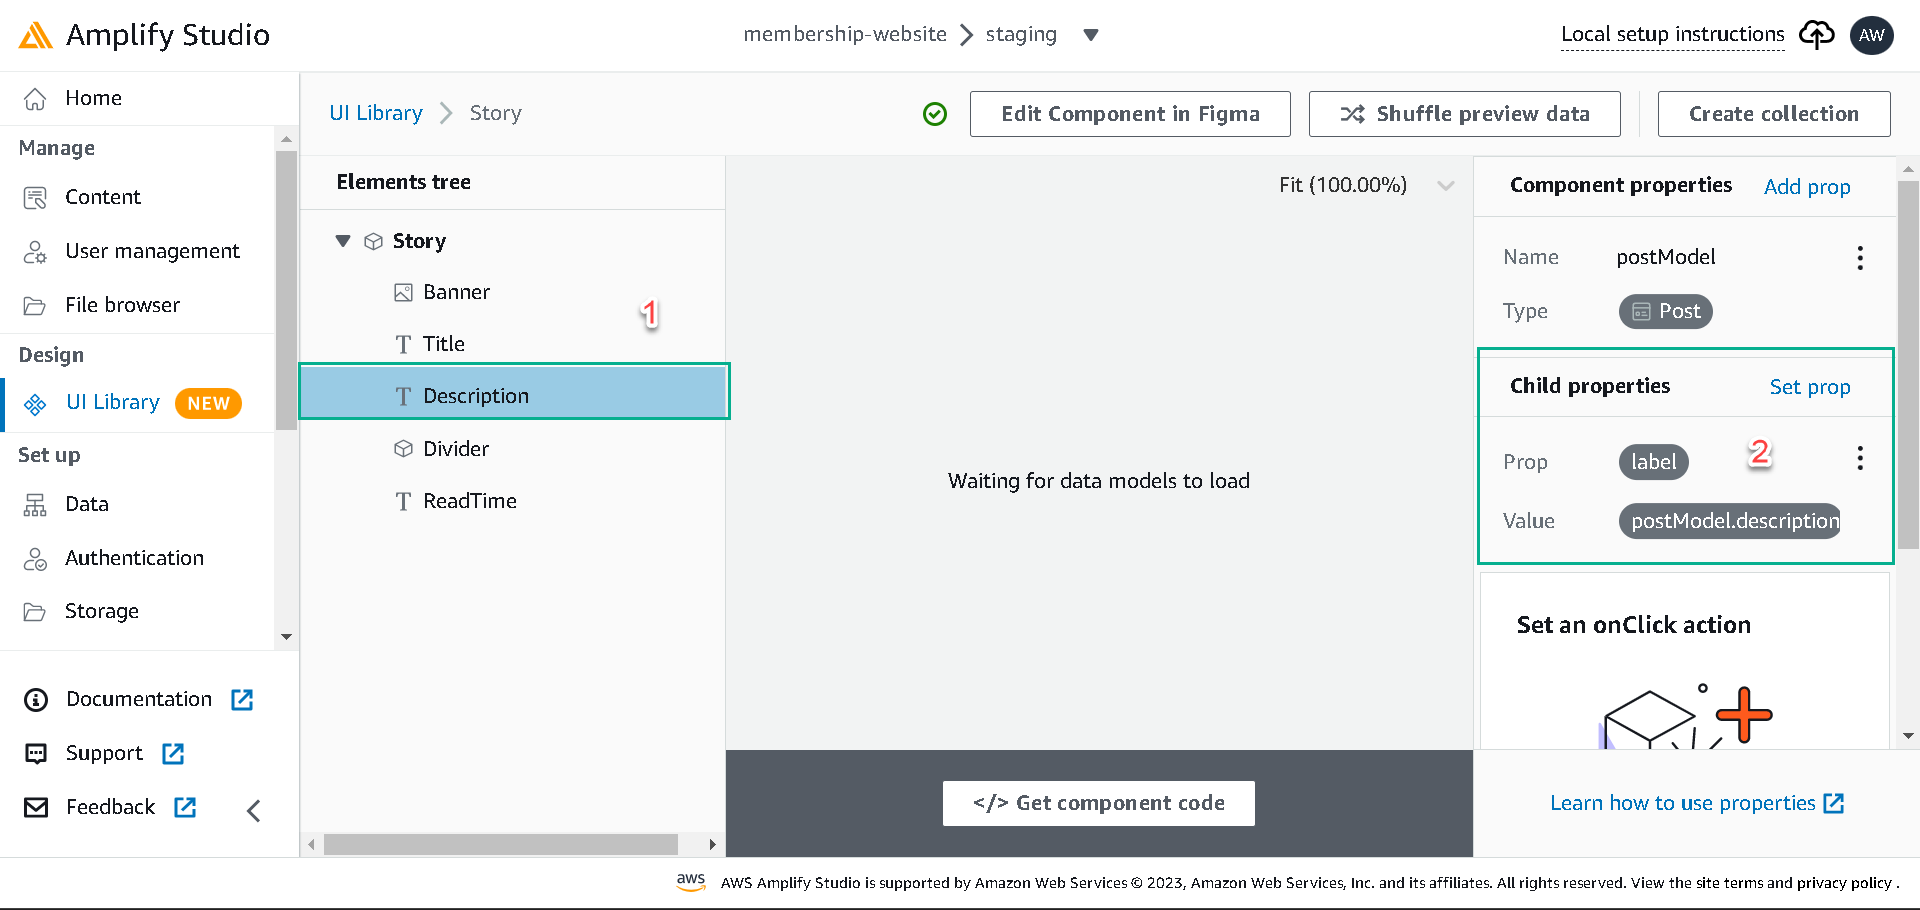 Amplify Studio
membership-website staging
Local setup instructions
AW
Home
Manage
Content
User management
File browser
Design
UI Library NEW
Set up
Data
Authentication
Storage
Documentation
Support
Feedback
UI Library Story
Edit Component in Figma
Shuffle preview data
Create collection
Elements tree
Story
Banner
1
Title
Description
Divider
ReadTime
Fit (100.00%)
Waiting for data models to load
</> Get component code
Component properties Add prop
Name postModel
Type Post
Child properties Set prop
Prop label 2
Value postModel.description
Set an onClick action
Learn how to use properties
aws AWS Amplify Studio is supported by Amazon Web Services © 2023, Amazon Web Services, Inc. and its affiliates. All rights reserved. View the site terms and privacy policy .